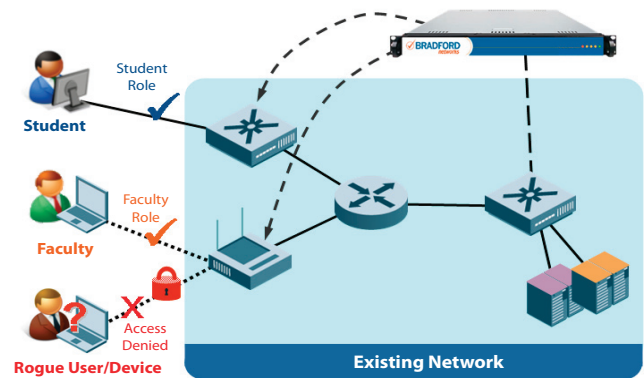 BRADFORD
networks
Student
Role
Student
Faculty
Role
Faculty
?
Access
Denied
Rogue User/Device
Existing Network